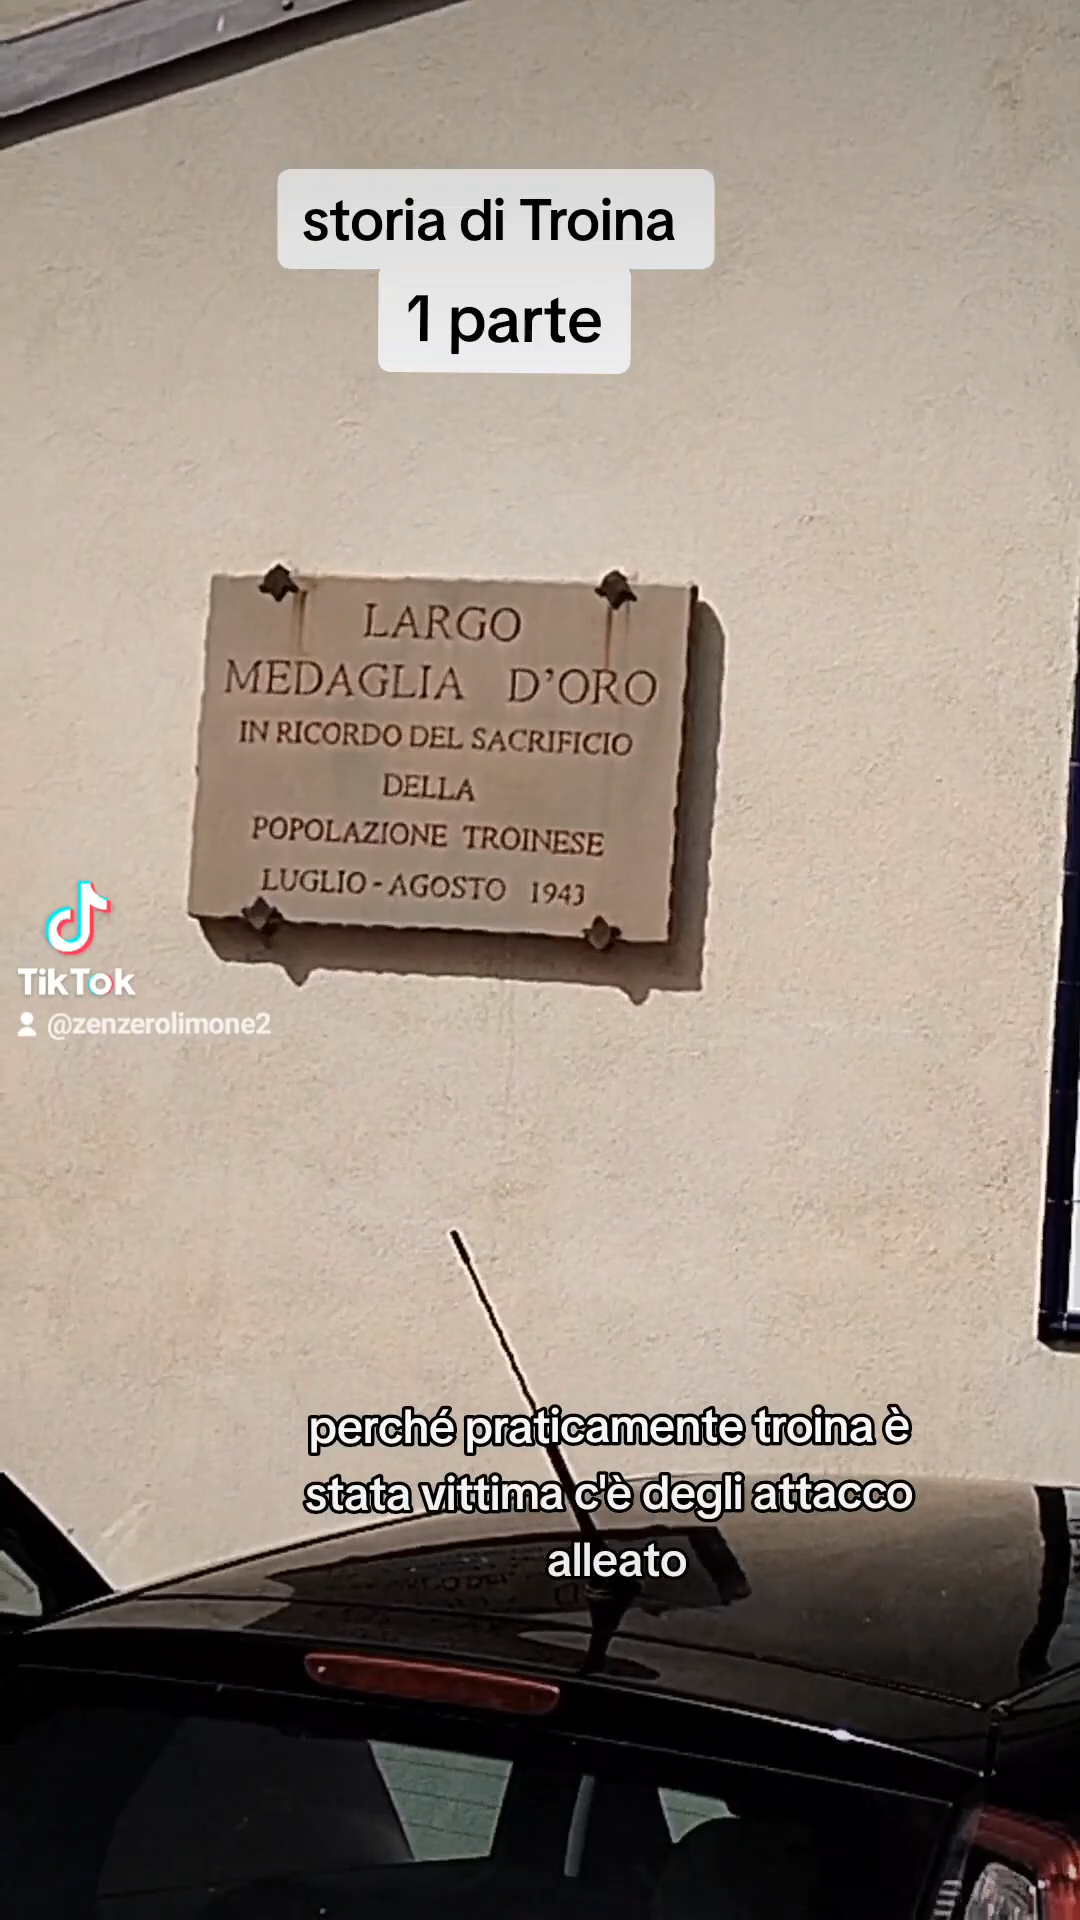 storia di Troina
1 parte
LARGO
MEDAGLIA D'ORO
IN RICORDO DEL SACRIFICIO
DELLA
POPOLAZIONE TROINESE
LUGLIO - AGOSTO 1943
TikTok
@zenzerolimone2
perché praticamente troina è
stata vittima c'è degli attacco
alleato